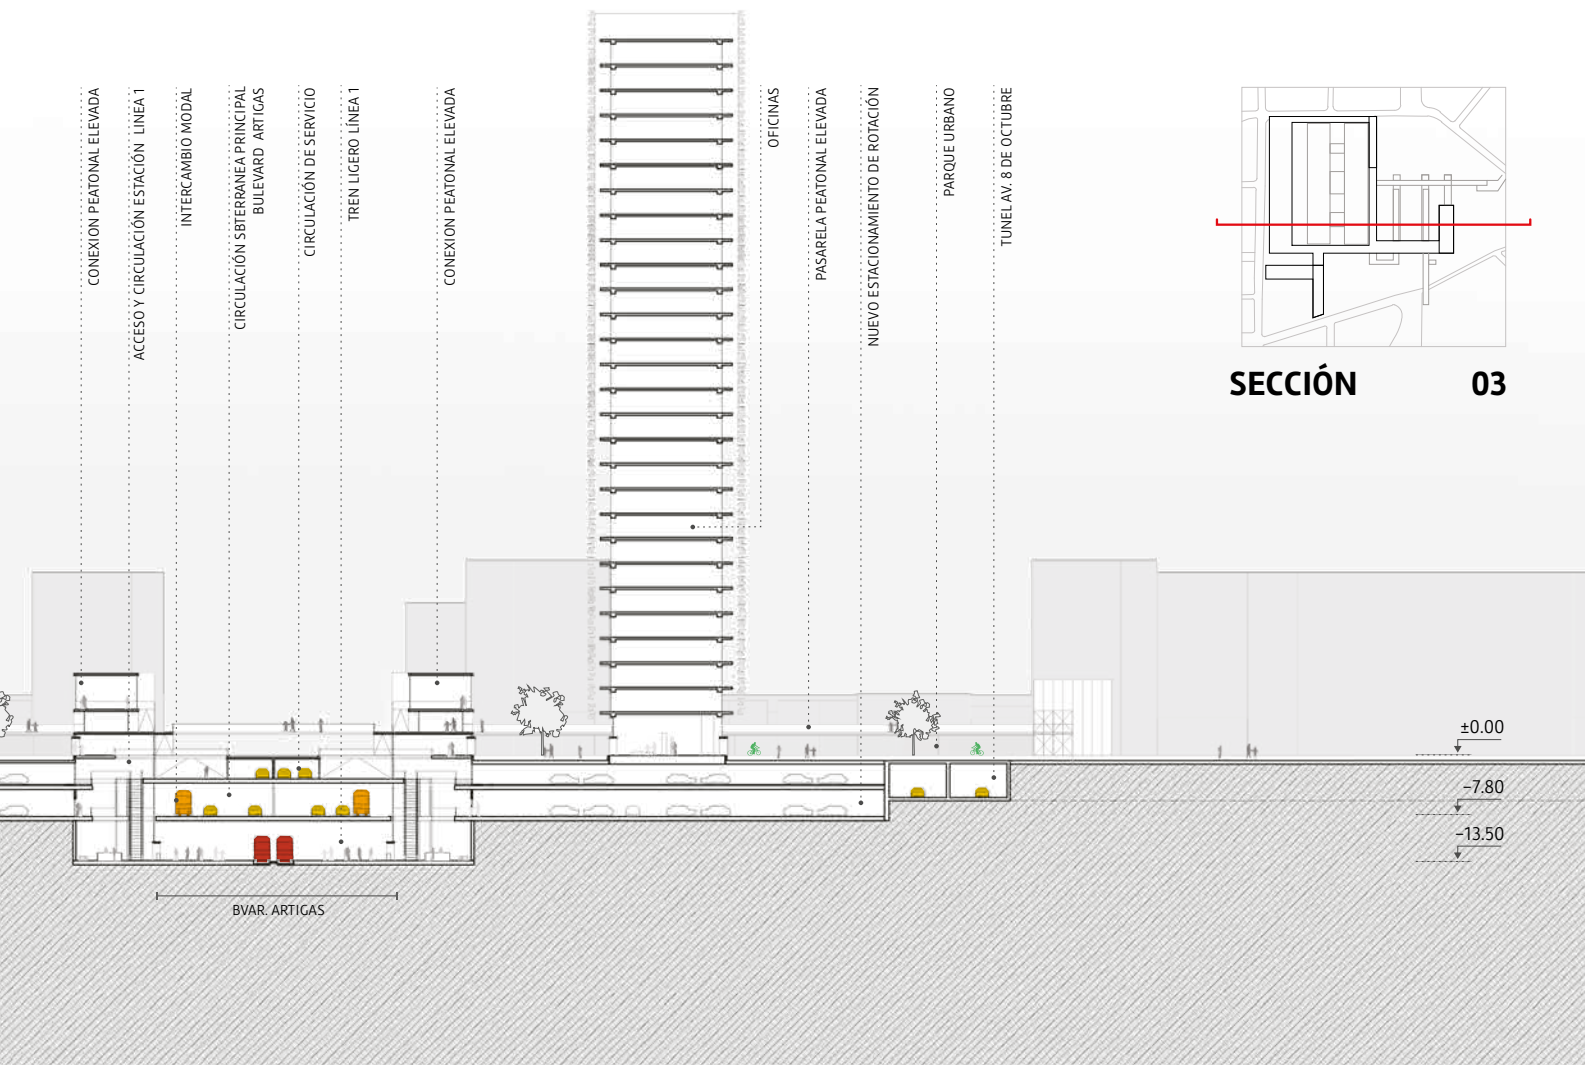 CONEXION PEATONAL ELEVADA
ACCESO Y CIRCULACIÓN ESTACIÓN LINEA 1
INTERCAMBIO MODAL
CIRCULACIÓN SBTERRANEA PRINCIPAL
BULEVARD ARTIGAS
CIRCULACIÓN DE SERVICIO
TREN LIGERO LÍNEA 1
CONEXION PEATONAL ELEVADA
OFICINAS
PASARELA PEATONAL ELEVADA
NUEVO ESTACIONAMIENTO DE ROTACIÓN
PARQUE URBANO
TUNEL AV. 8 DE OCTUBRE
SECCIÓN 03
±0.00
−7.80
−13.50
BVAR. ARTIGAS